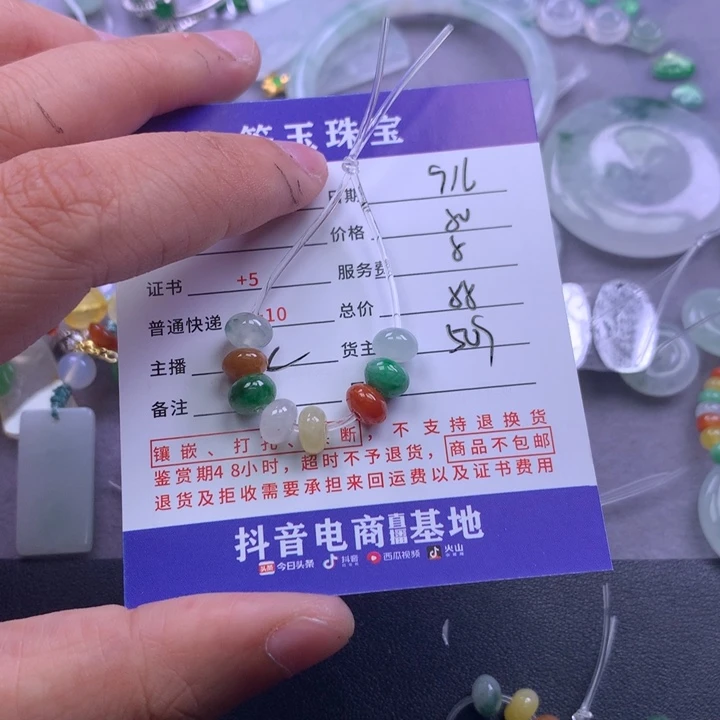 玉珠宝
日期 916
价格 80
证书 +5 服务费 8
普通快递 +10 总价 88
主播 货主 509
备注
镶嵌、打孔、 断,不支持退换货
鉴赏期48小时,超时不予退货,商品不包邮
退货及拒收需要承担来回运费以及证书费用
抖音电商直播基地
头条 今日头条 抖音 西瓜视频 火山